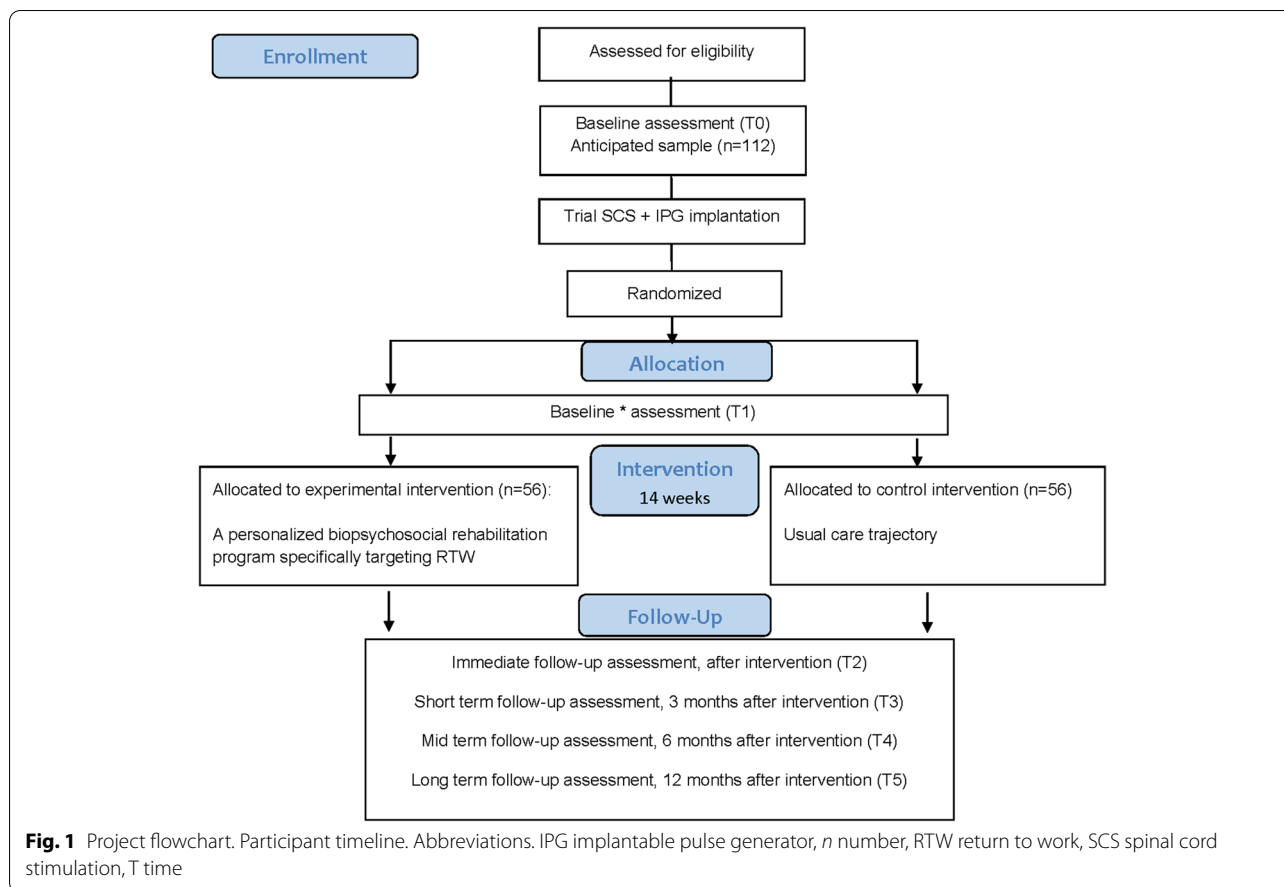 Enrollment
Assessed for eligibility
Baseline assessment (T0)
Anticipated sample (n=112)
Trial SCS + IPG implantation
Randomized
Allocation
Baseline * assessment (T1)
Intervention
14 weeks
Allocated to experimental intervention (n=56):
A personalized biopsychosocial rehabilitation
program specifically targeting RTW
Allocated to control intervention (n=56)
Usual care trajectory
Follow-Up
Immediate follow-up assessment, after intervention (T2)
Short term follow-up assessment, 3 months after intervention (T3)
Mid term follow-up assessment, 6 months after intervention (T4)
Long term follow-up assessment, 12 months after intervention (T5)
Fig. 1 Project flowchart. Participant timeline. Abbreviations. IPG implantable pulse generator, n number, RTW return to work, SCS spinal cord
stimulation, T time